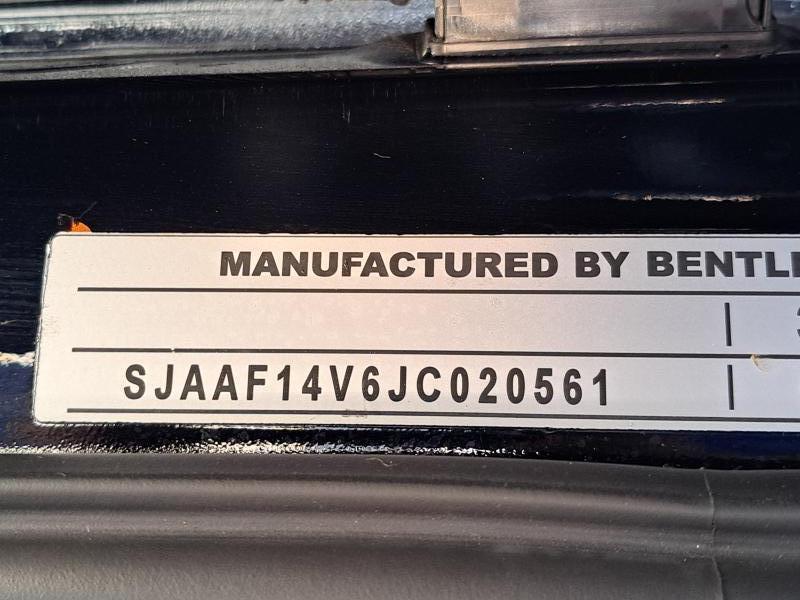 MANUFACTURED BY BENTL
SJAAF14V6JC020561